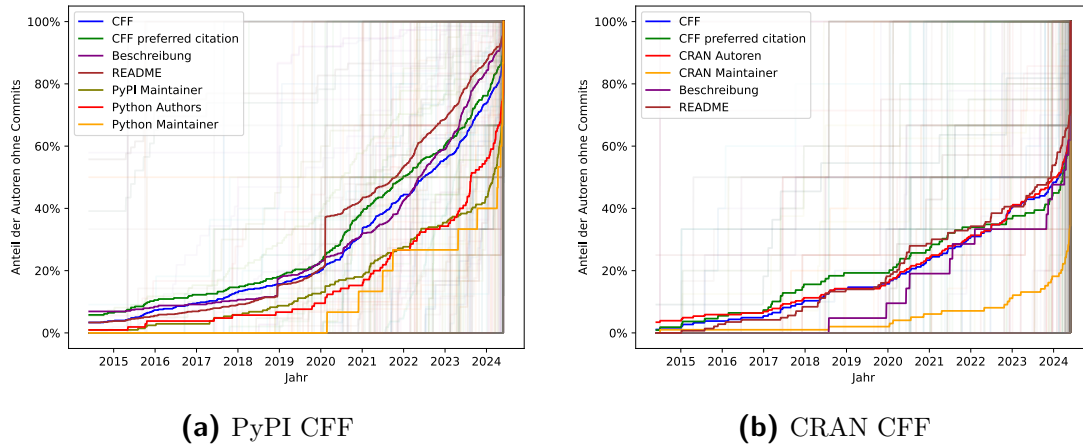 100%
80%
60%
40%
20%
0%
Anteil der Autoren ohne Commits
CFF
CFF preferred citation
Beschreibung
README
PyPI Maintainer
Python Authors
Python Maintainer
2015 2016 2017 2018 2019 2020 2021 2022 2023 2024
Jahr
(a) PyPI CFF
100%
80%
60%
40%
20%
0%
Anteil der Autoren ohne Commits
CFF
CFF preferred citation
CRAN Autoren
CRAN Maintainer
Beschreibung
README
2015 2016 2017 2018 2019 2020 2021 2022 2023 2024
Jahr
(b) CRAN CFF